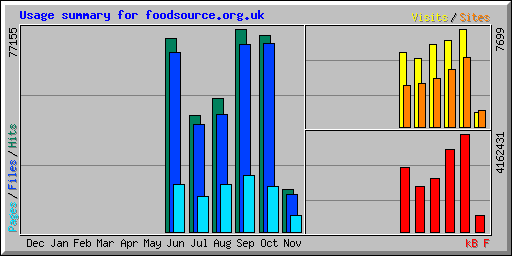 Usage summary for foodsource.org.uk
Visits / Sites
77155
7699
Pages / Files / Hits
4162431
Dec Jan Feb Mar Apr May Jun Jul Aug Sep Oct Nov
kB F